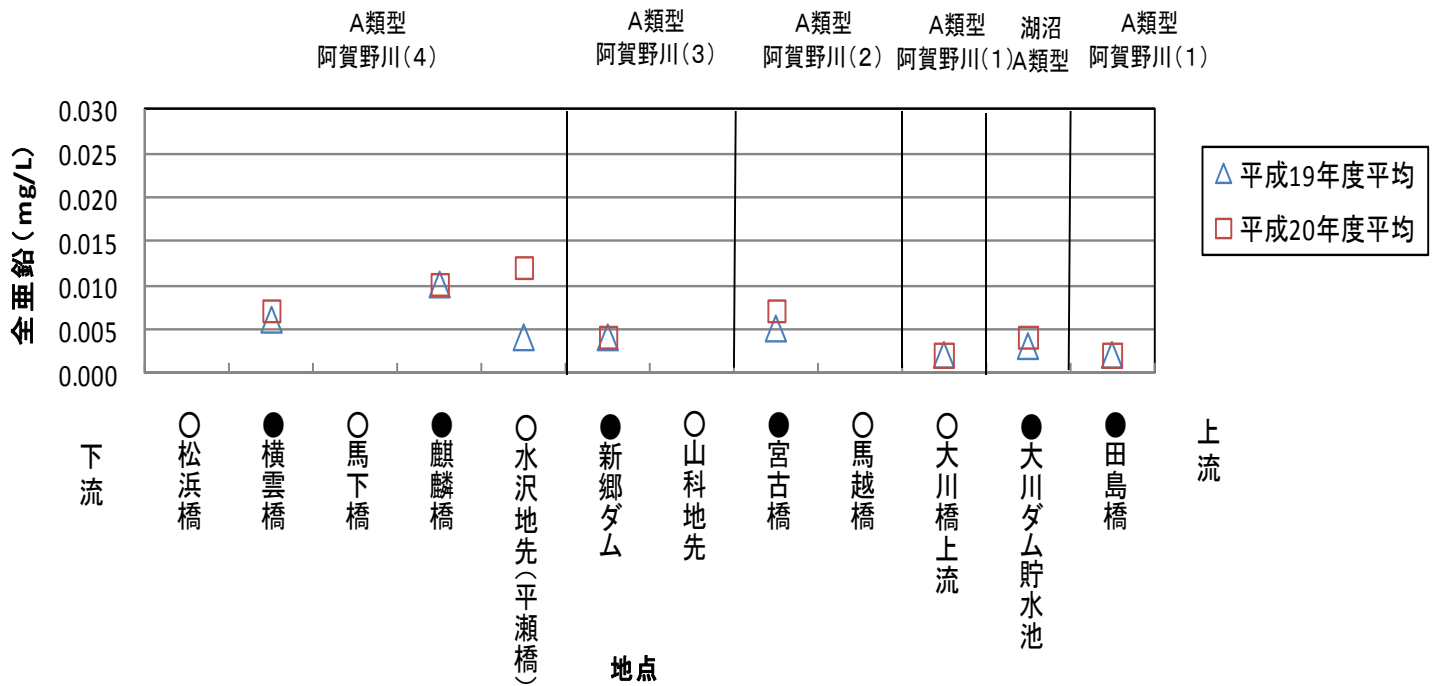 A類型
阿賀野川(4)
A類型
阿賀野川(3)
A類型
阿賀野川(2)
A類型
阿賀野川(1)
湖沼
A類型
A類型
阿賀野川(1)
全亜鉛(mg/L)
0.030
0.025
0.020
0.015
0.010
0.005
0.000
△ 平成19年度平均
□ 平成20年度平均
下流
○松浜橋
●横雲橋
○馬下橋
●麒麟橋
○水沢地先(平瀬橋)
●新郷ダム
○山科地先
●宮古橋
○馬越橋
○大川橋上流
●大川ダム貯水池
●田島橋
上流
地点